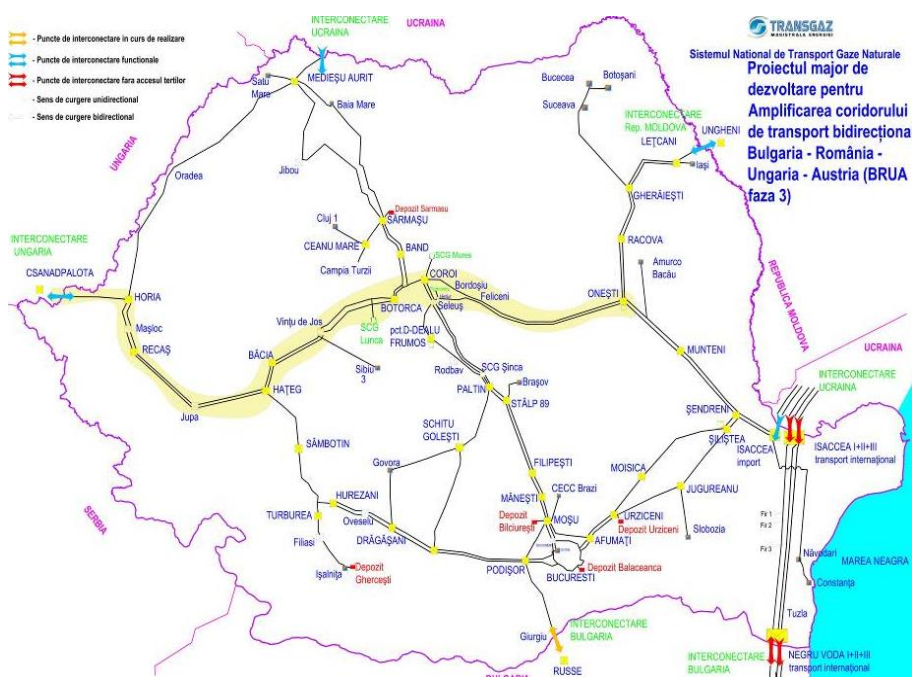 - Puncte de interconectare in curs de realizare
- Puncte de interconectare functionale
- Puncte de interconectare fara accesul tertilor
- Sens de curgere unidirectional
- Sens de curgere bidirectional
TRANSGAZ
MAGISTRALA ENERGIEI
Sistemul National de Transport Gaze Naturale
Proiectul major de
dezvoltare pentru
Amplificarea coridorului
de transport bidirecționa
Bulgaria - România -
Ungaria - Austria (BRUA
faza 3)
INTERCONECTARE
UCRAINA
UCRAINA
MEDIEȘU AURIT
Satu
Mare
Baia Mare
UNGARIA
Oradea
Jibou
Bucecea
Botoșani
Suceava
INTERCONECTARE
Rep. MOLDOVA
UNGHENI
LEȚCANI
Iași
GHERĂIEȘTI
Depozit Sarmasu
SĂRMAȘU
Cluj 1
CEANU MARE
Campia Turzii
BAND
SCG Mures
COROI
RACOVA
Amurco
Bacău
REPUBLICA MOLDOVA
INTERCONECTARE
UNGARIA
CSANADPALOTA
HORIA
Mașloc
RECAȘ
Bordoșiu
Feliceni
Seleuș
BOTORCA
ONEȘTI
Vințu de Jos
SCG
Lunca
pct.D-DEALU
FRUMOS
MUNTENI
UCRAINA
BĂCIA
Sibiu
3
Rodbav
SCG Șinca
PALTIN
Brașov
STÂLP 89
INTERCONECTARE
UCRAINA
HAȚEG
Jupa
ȘENDRENI
SILIȘTEA
ISACCEA
import
ISACCEA I+II+III
transport internațional
SCHITU
GOLEȘTI
SÂMBOTIN
Govora
FILIPEȘTI
MOISICA
CECC Brazi
MĂNEȘTI
JUGUREANU
SERBIA
HUREZANI
TURBUREA
Oveselu
Depozit
Bilciurești
MOȘU
URZICENI
Depozit Urziceni
Slobozia
Fir 1
Fir 2
Fir 3
Filiasi
DRĂGĂȘANI
AFUMAȚI
Ișalnița
Depozit
Ghercești
PODIȘOR
BUCURESTI
Depozit Balaceanca
Năvodari
MAREA NEAGRA
Constanța
Tuzla
Giurgiu
INTERCONECTARE
BULGARIA
RUSSE
BULGARIA
INTERCONECTARE
BULGARIA
NEGRU VODA I+II+III
transport internațional